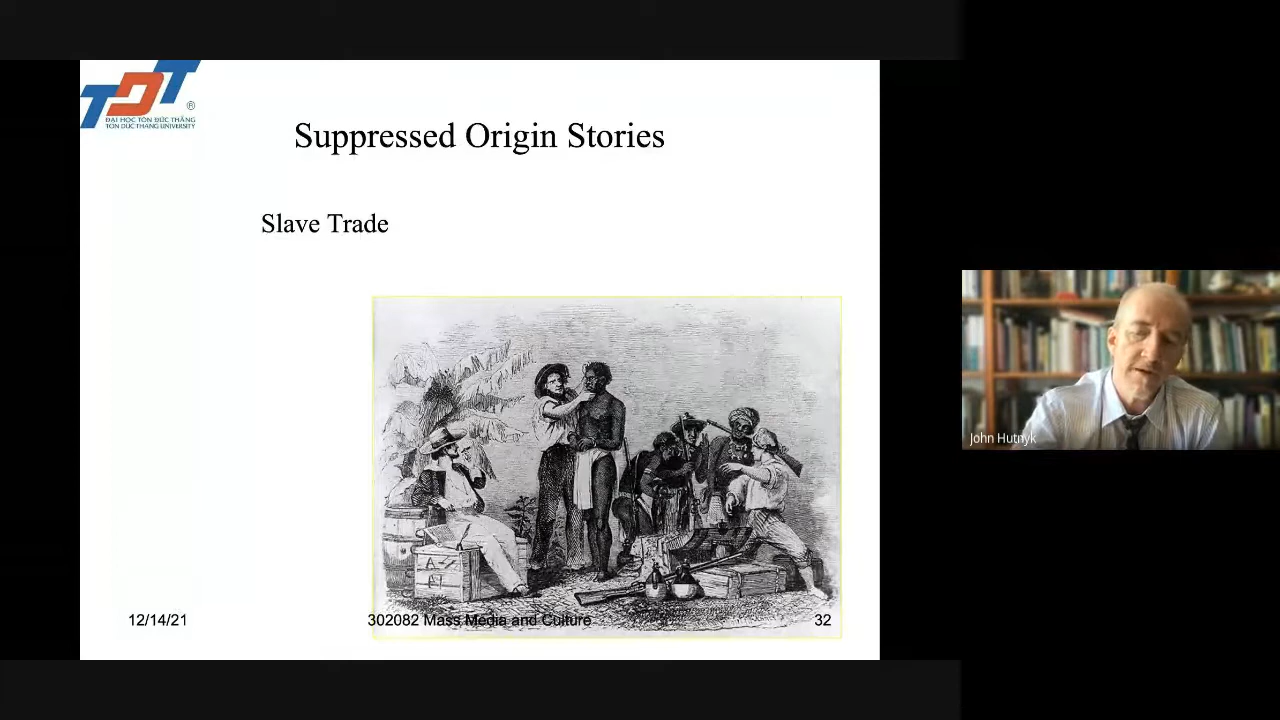 TDT
®
ĐẠI HỌC TÔN ĐỨC THẮNG
TON DUC THANG UNIVERSITY
Suppressed Origin Stories
Slave Trade
12/14/21
302082 Mass Media and Culture
32
John Hutnyk